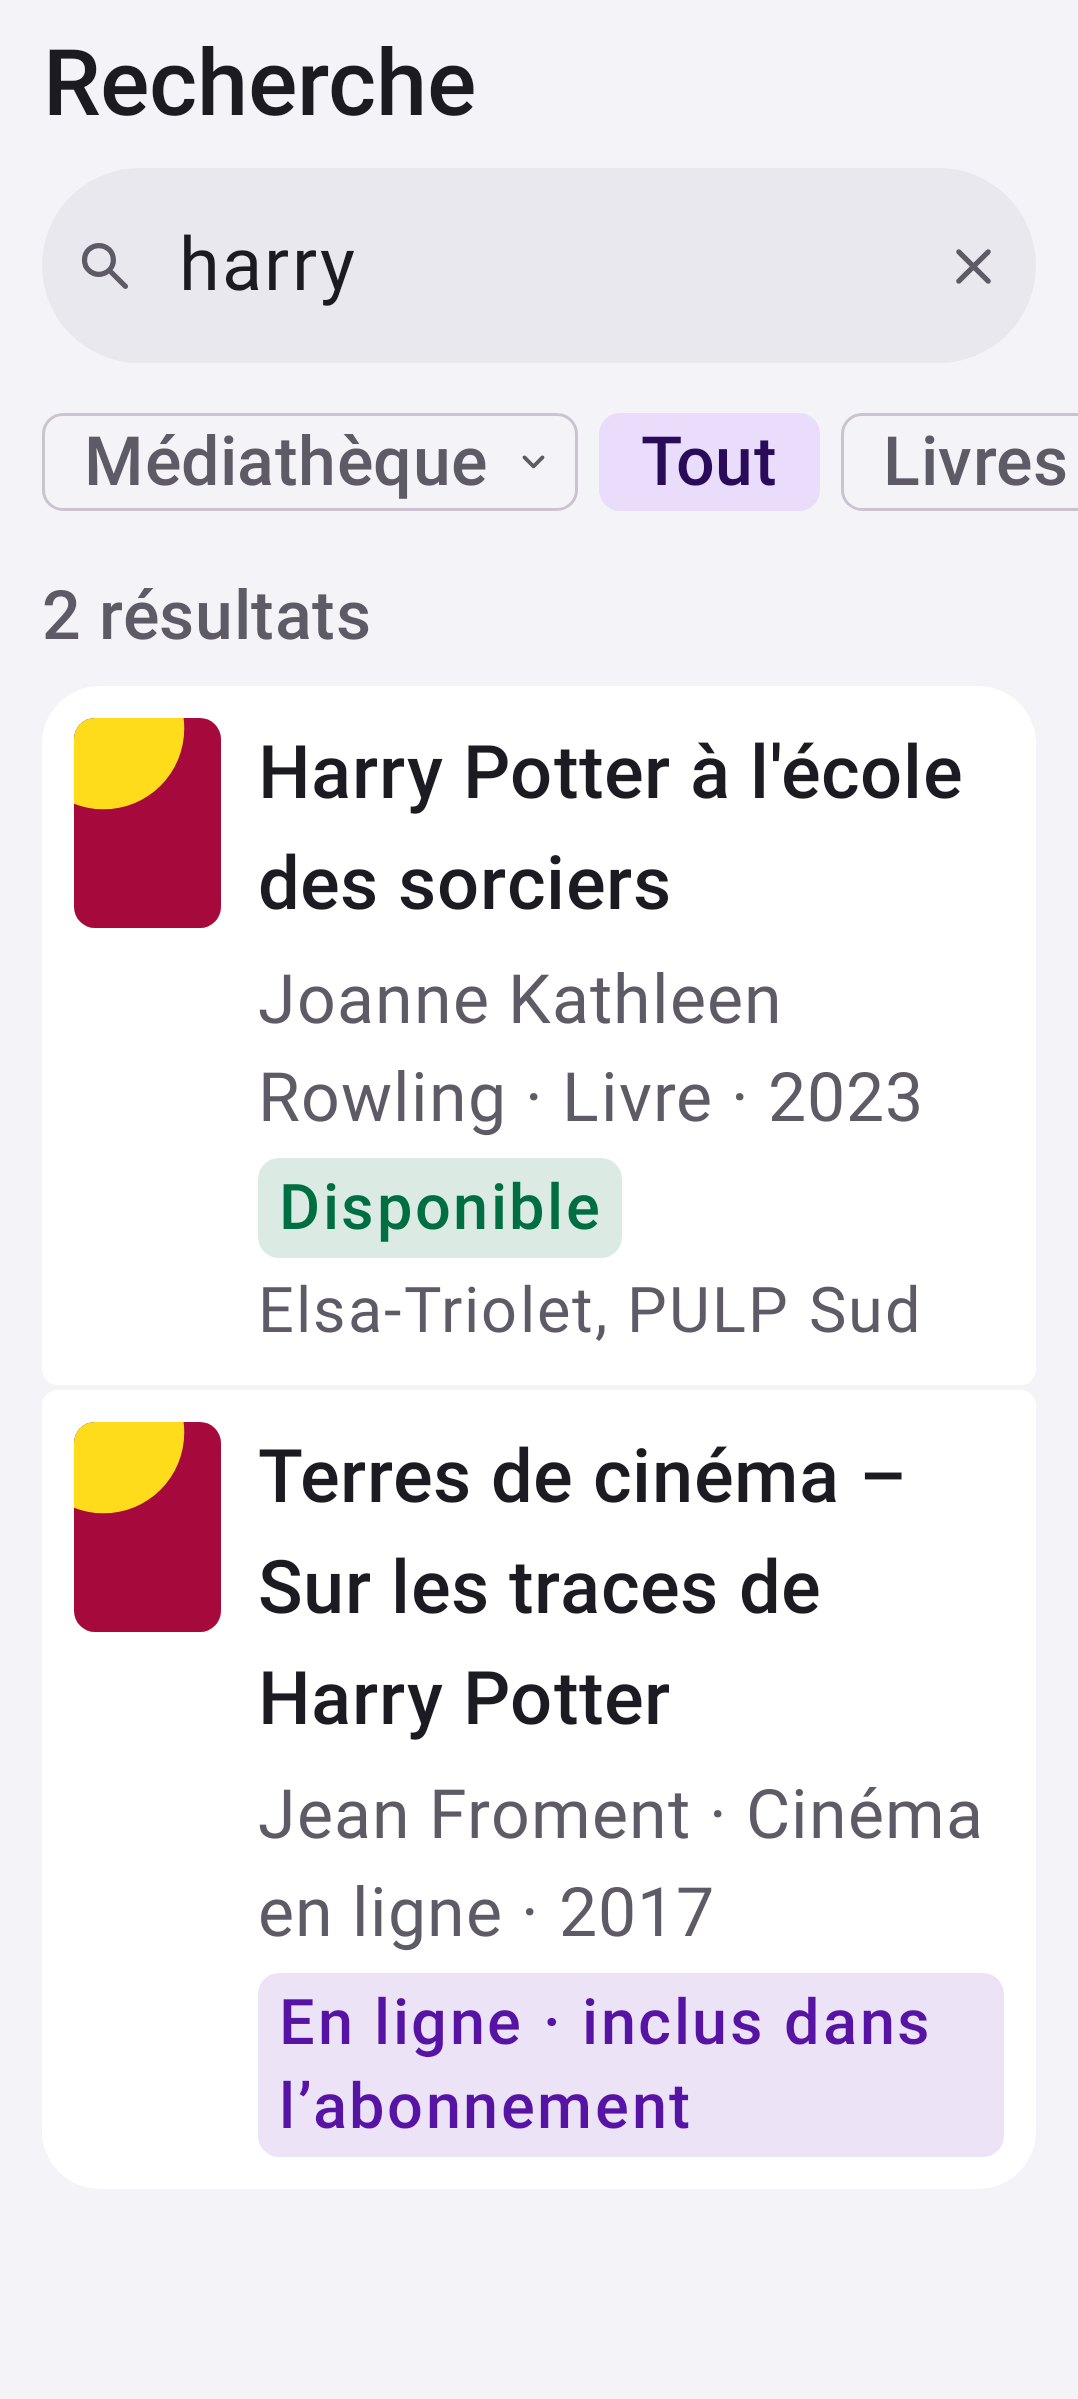 Recherche
harry
Médiathèque
Tout
Livres
2 résultats
Harry Potter à l'école
des sorciers
Joanne Kathleen
Rowling · Livre · 2023
Disponible
Elsa-Triolet, PULP Sud
Terres de cinéma –
Sur les traces de
Harry Potter
Jean Froment · Cinéma
en ligne · 2017
En ligne · inclus dans
l’abonnement